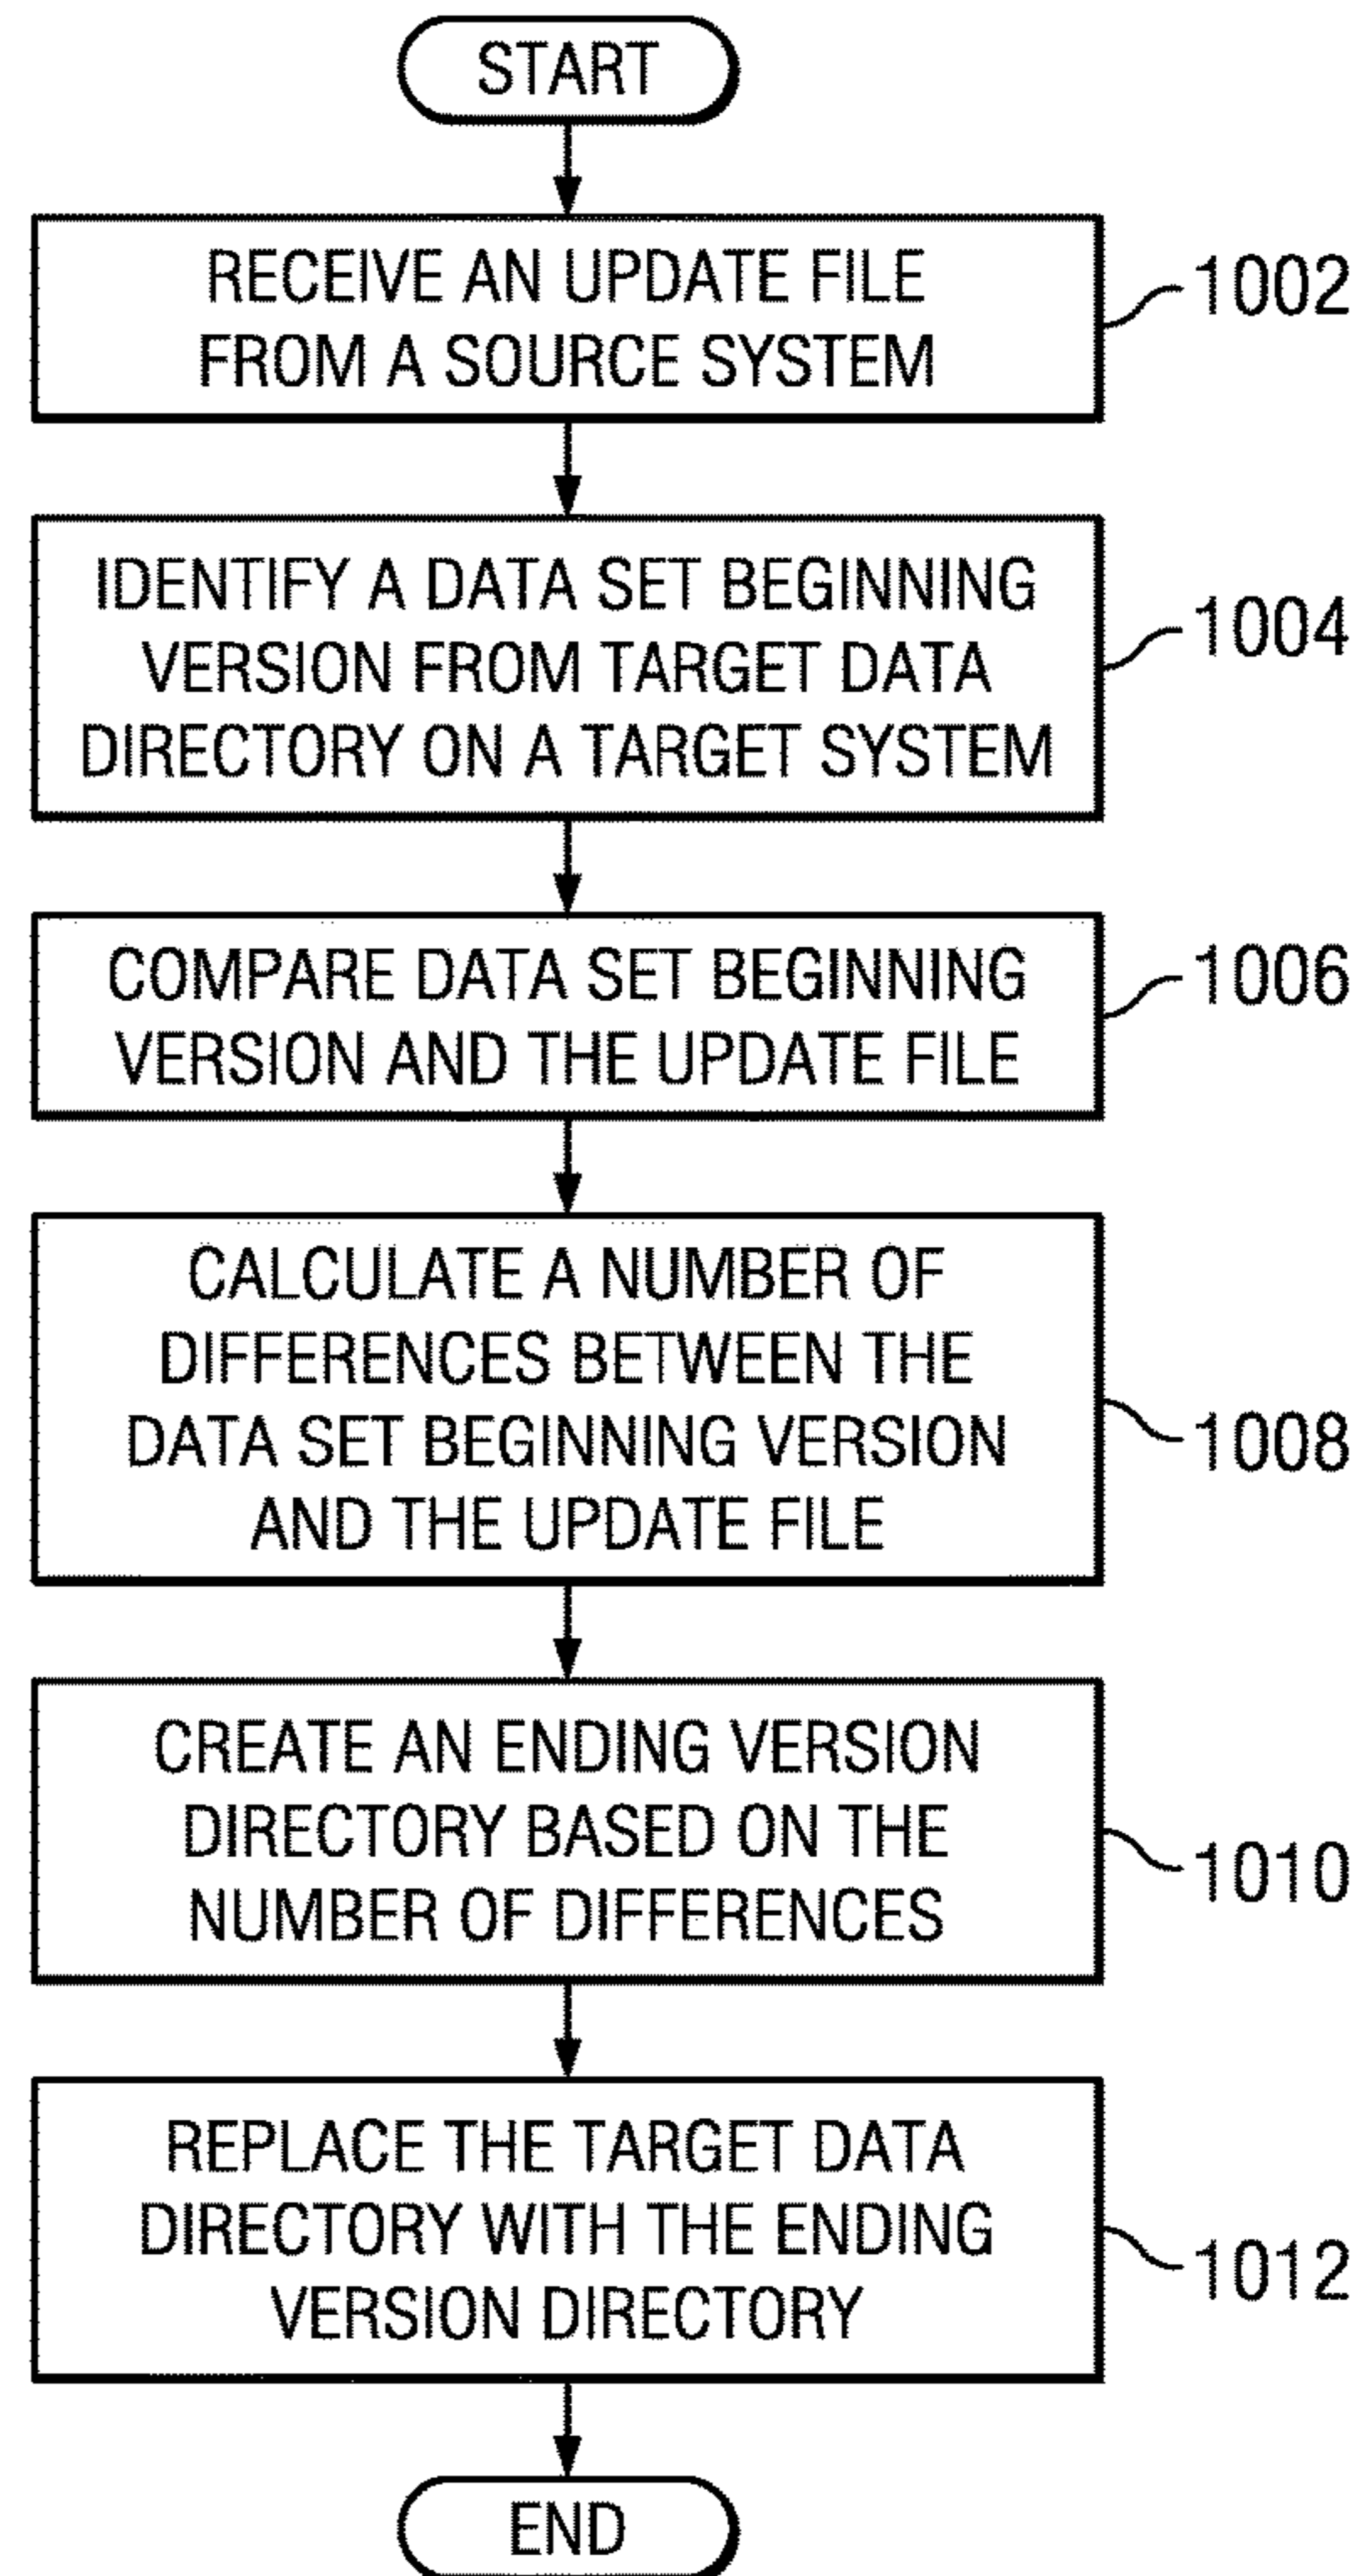 START
RECEIVE AN UPDATE FILE
FROM A SOURCE SYSTEM
1002
IDENTIFY A DATA SET BEGINNING
VERSION FROM TARGET DATA
DIRECTORY ON A TARGET SYSTEM
1004
COMPARE DATA SET BEGINNING
VERSION AND THE UPDATE FILE
1006
CALCULATE A NUMBER OF
DIFFERENCES BETWEEN THE
DATA SET BEGINNING VERSION
AND THE UPDATE FILE
1008
CREATE AN ENDING VERSION
DIRECTORY BASED ON THE
NUMBER OF DIFFERENCES
1010
REPLACE THE TARGET DATA
DIRECTORY WITH THE ENDING
VERSION DIRECTORY
1012
END